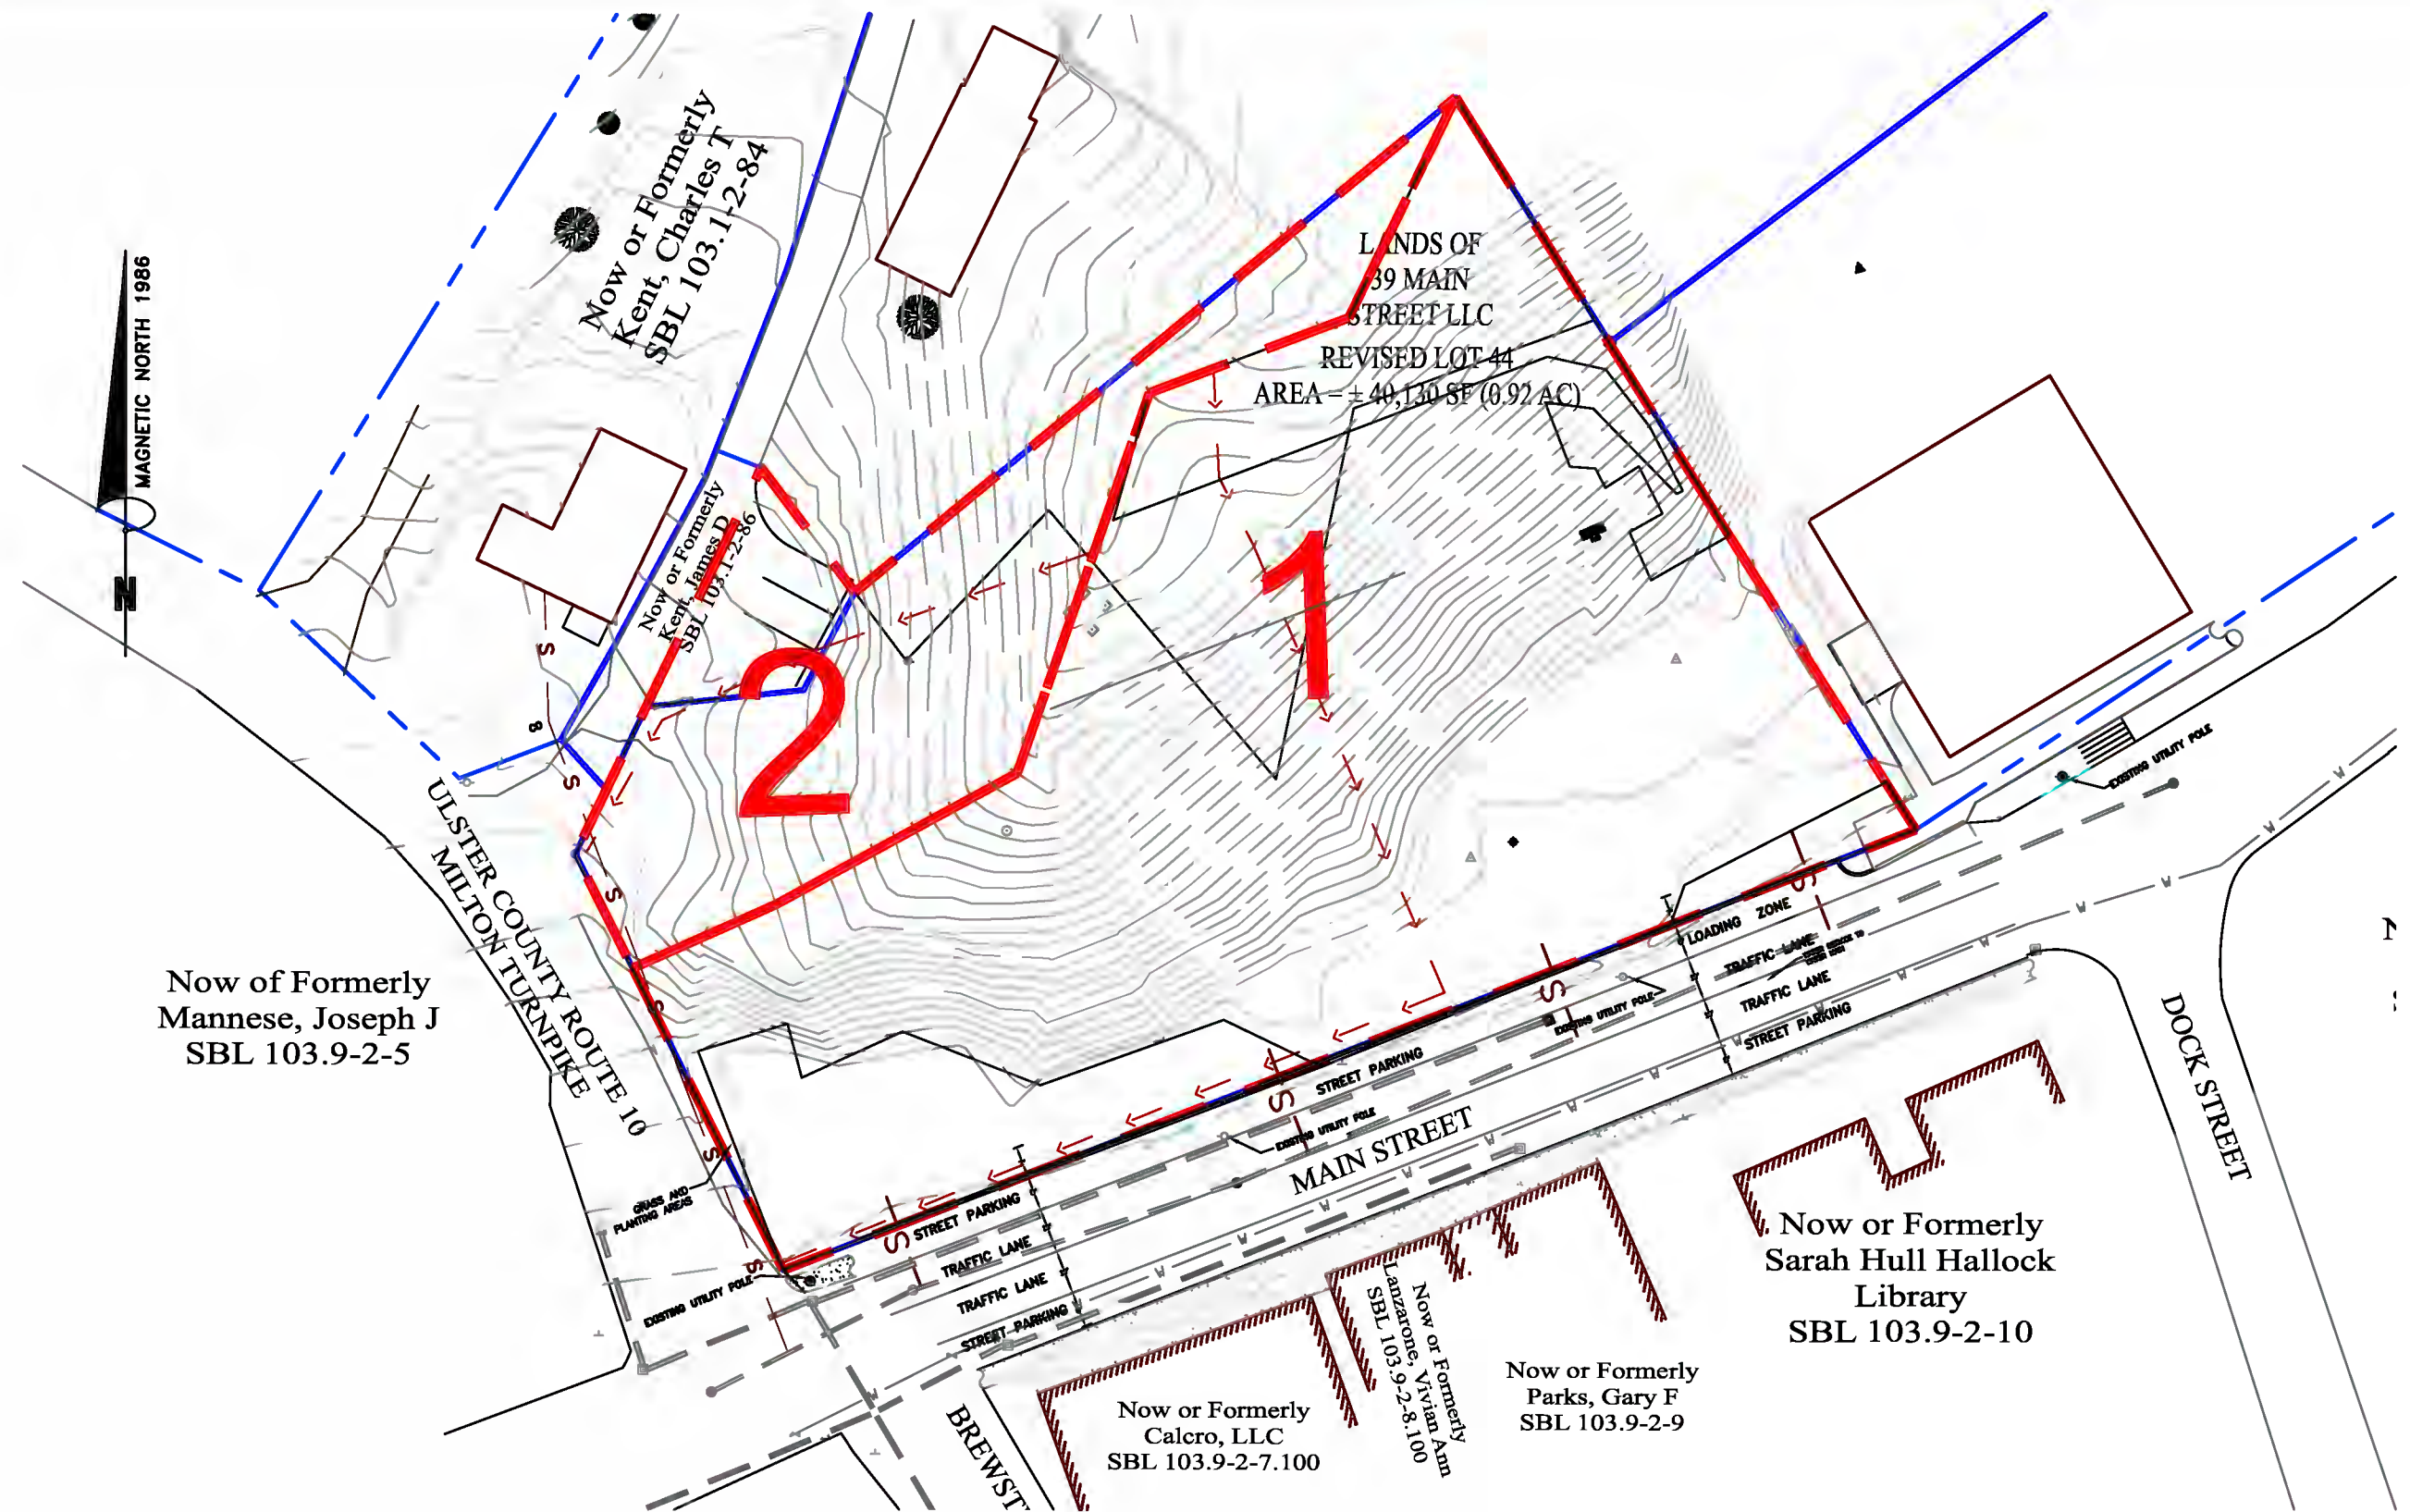 Now or Formerly
Kent, Charles T
SBL 103.1-2-84
MAGNETIC NORTH 1986
N
LANDS OF
39 MAIN
STREET LLC
REVISED LOT 44
AREA = ± 40,130 SF (0.92 AC)
Now or Formerly
Kent, James D
SBL 103.1-2-86
1
2
S
8
S
S
S
S
S
ULSTER COUNTY ROUTE 10
MILTON TURNPIKE
Now of Formerly
Mannese, Joseph J
SBL 103.9-2-5
GRASS AND
PLANTING AREAS
EXISTING UTILITY POLE
EXISTING UTILITY POLE
S
LOADING ZONE
TRAFFIC LANE
TRAFFIC LANE
STREET PARKING
S
EXISTING UTILITY POLE
STREET PARKING
S
EXISTING UTILITY POLE
MAIN STREET
S
STREET PARKING
TRAFFIC LANE
TRAFFIC LANE
STREET PARKING
W
W
W
W
W
W
W
W
W
W
W
W
DOCK STREET
BREWST
Now or Formerly
Calcro, LLC
SBL 103.9-2-7.100
Now or Formerly
Lanzarone, Vivian Ann
SBL 103.9-2-8.100
Now or Formerly
Parks, Gary F
SBL 103.9-2-9
Now or Formerly
Sarah Hull Hallock
Library
SBL 103.9-2-10